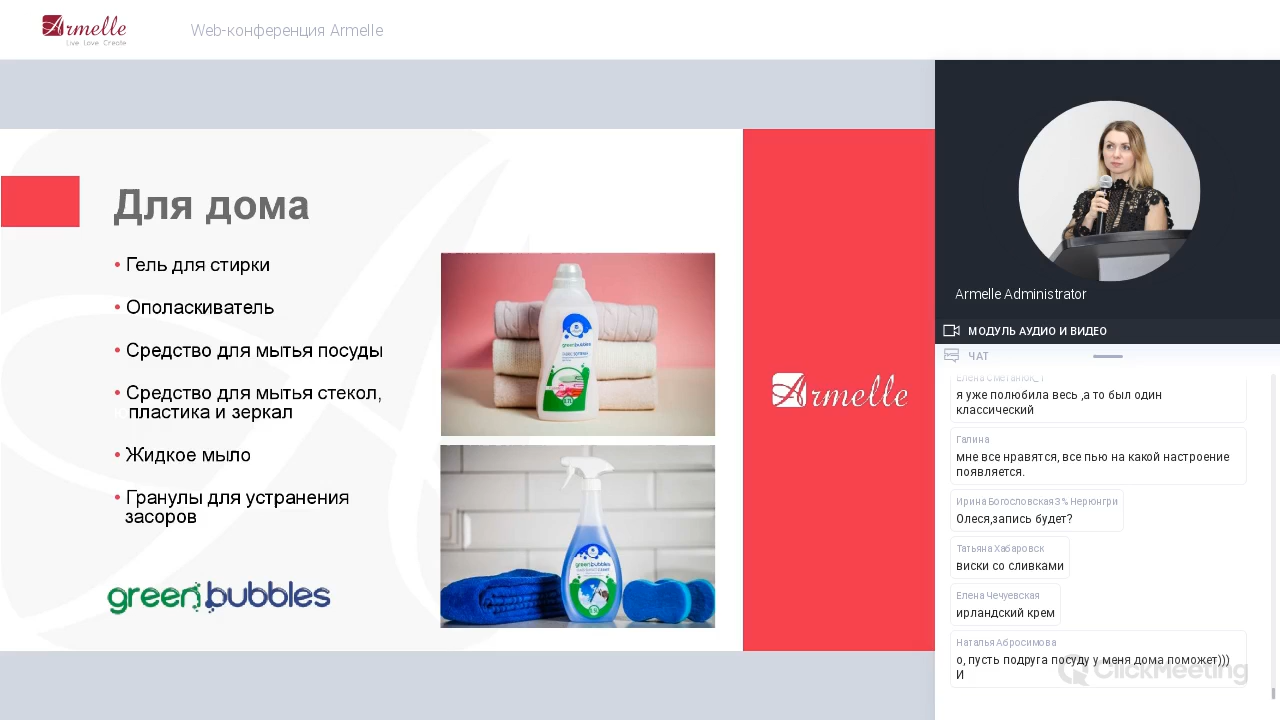 Armelle
Live Love Create
Web-конференция Armelle
Для дома
• Гель для стирки
• Ополаскиватель
• Средство для мытья посуды
• Средство для мытья стекол,
пластика и зеркал
• Жидкое мыло
• Гранулы для устранения
засоров
green bubbles
greenbubbles
greenbubbles
Armelle
Armelle Administrator
МОДУЛЬ АУДИО И ВИДЕО
ЧАТ
я уже полюбила весь ,а то был один
классический
Галина
мне все нравятся, все пью на какой настроение
появляется.
Ирина Богословская3% Нерюнгри
Олеся,запись будет?
Татьяна Хабаровск
виски со сливками
Елена Чечуевская
ирландский крем
Наталья Абросимова
о, пусть подруга посуду у меня дома поможет)))
И
ClickMeeting